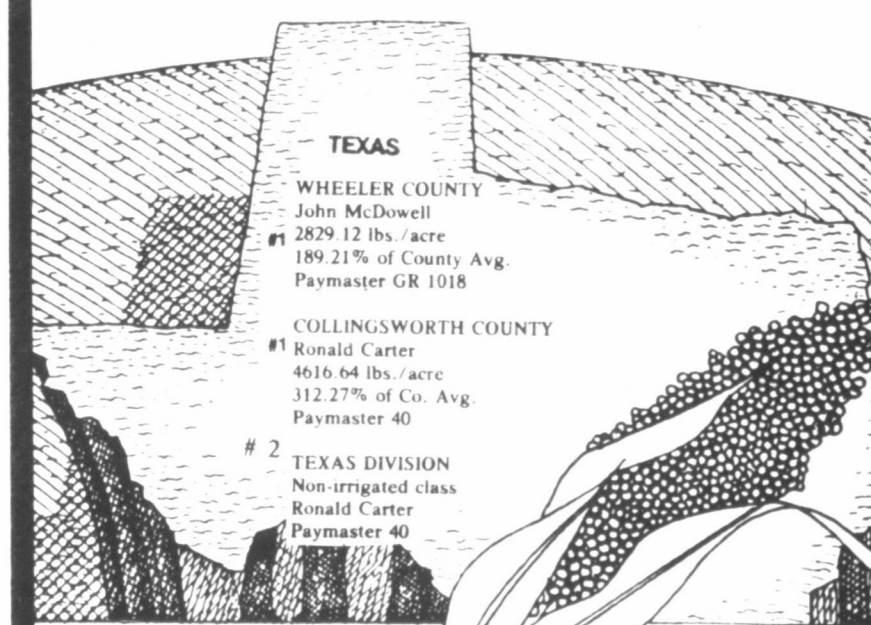 TEXAS
WHEELER COUNTY
John McDowell
#1 2829.12 lbs./acre
189.21% of County Avg.
Paymaster GR 1018
COLLINGSWORTH COUNTY
#1 Ronald Carter
4616.64 lbs./acre
312.27% of Co. Avg.
Paymaster 40
# 2
TEXAS DIVISION
Non-irrigated class
Ronald Carter
Paymaster 40